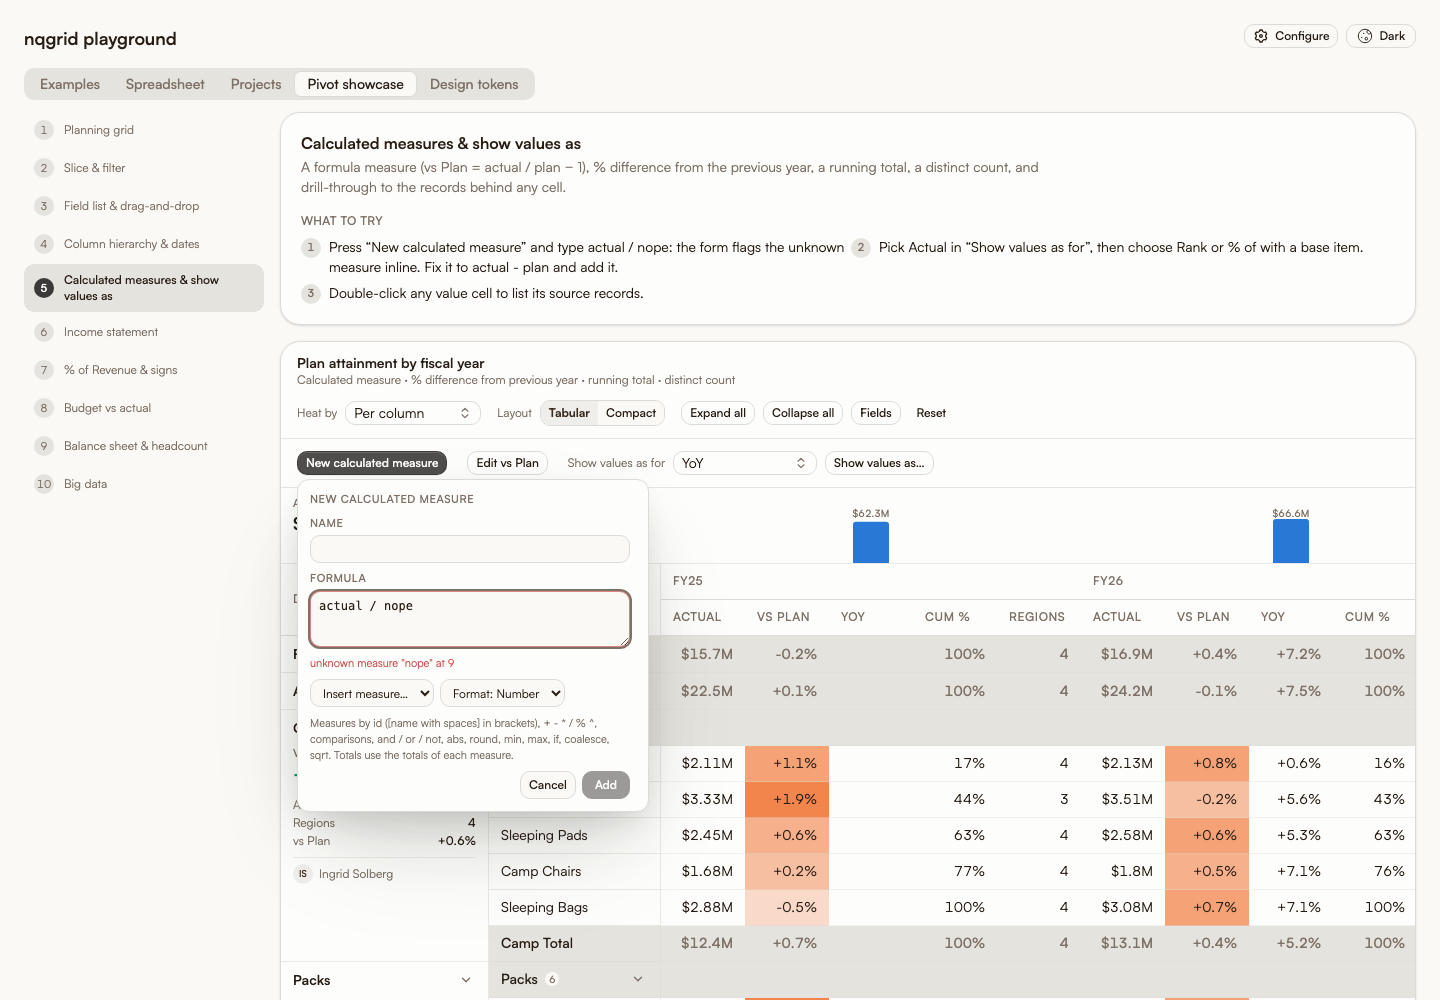 nqgrid playground
Configure
Dark
Examples
Spreadsheet
Projects
Pivot showcase
Design tokens
1 Planning grid
2 Slice & filter
3 Field list & drag-and-drop
4 Column hierarchy & dates
5 Calculated measures & show
values as
6 Income statement
7 % of Revenue & signs
8 Budget vs actual
9 Balance sheet & headcount
10 Big data
Calculated measures & show values as
A formula measure (vs Plan = actual / plan − 1), % difference from the previous year, a running total, a distinct count, and
drill-through to the records behind any cell.
WHAT TO TRY
1 Press “New calculated measure” and type actual / nope: the form flags the unknown
measure inline. Fix it to actual - plan and add it.
2 Pick Actual in “Show values as for”, then choose Rank or % of with a base item.
3 Double-click any value cell to list its source records.
Plan attainment by fiscal year
Calculated measure · % difference from previous year · running total · distinct count
Heat by Per column Layout Tabular Compact Expand all Collapse all Fields Reset
New calculated measure Edit vs Plan Show values as for YoY Show values as...
NEW CALCULATED MEASURE
NAME
FORMULA
actual / nope
unknown measure "nope" at 9
Insert measure... Format: Number
Measures by id ([name with spaces] in brackets), + - * / % ^,
comparisons, and / or / not, abs, round, min, max, if, coalesce,
sqrt. Totals use the totals of each measure.
Cancel Add
$62.3M $66.6M
FY25 FY26
ACTUAL VS PLAN YOY CUM % REGIONS ACTUAL VS PLAN YOY CUM %
$15.7M -0.2% 100% 4 $16.9M +0.4% +7.2% 100%
$22.5M +0.1% 100% 4 $24.2M -0.1% +7.5% 100%
$2.11M +1.1% 17% 4 $2.13M +0.8% +0.6% 16%
$3.33M +1.9% 44% 3 $3.51M -0.2% +5.6% 43%
Sleeping Pads $2.45M +0.6% 63% 4 $2.58M +0.6% +5.3% 63%
Camp Chairs $1.68M +0.2% 77% 4 $1.8M +0.5% +7.1% 76%
Sleeping Bags $2.88M -0.5% 100% 4 $3.08M +0.7% +7.1% 100%
Camp Total $12.4M +0.7% 100% 4 $13.1M +0.4% +5.2% 100%
Regions 4
vs Plan +0.6%
IS Ingrid Solberg
Packs
Packs 6